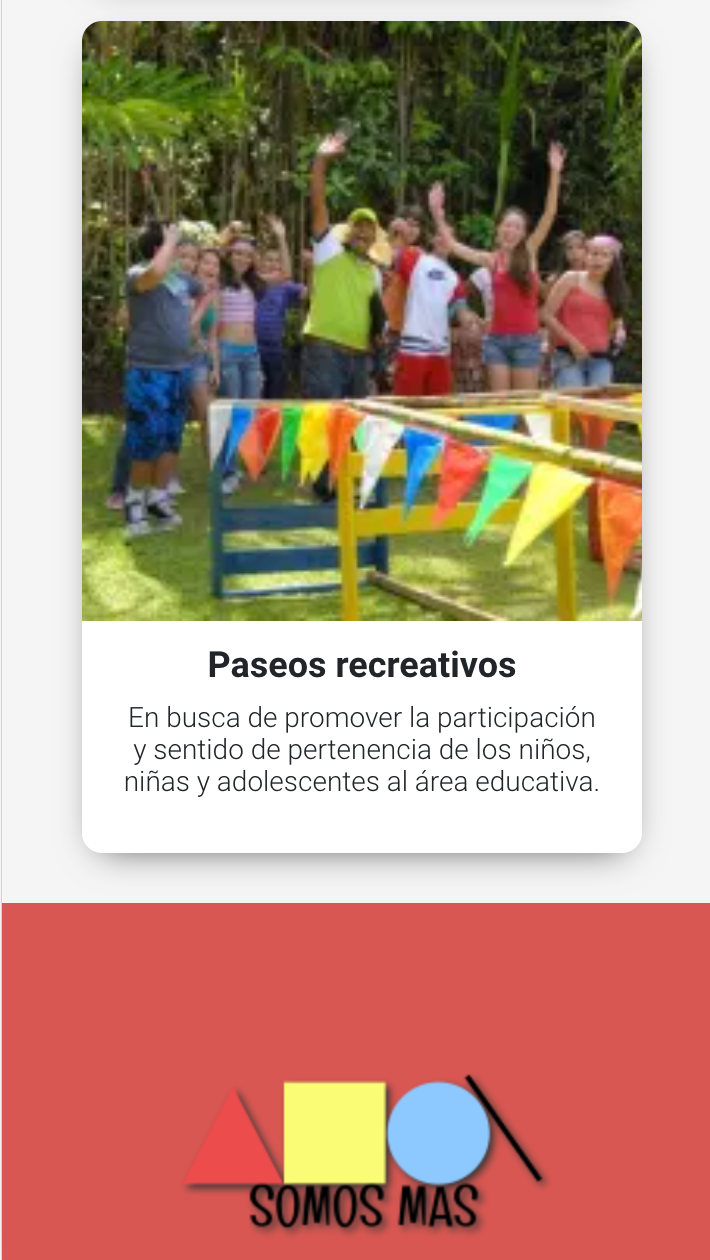 Paseos recreativos
En busca de promover la participación
y sentido de pertenencia de los niños,
niñas y adolescentes al área educativa.
SOMOS MAS